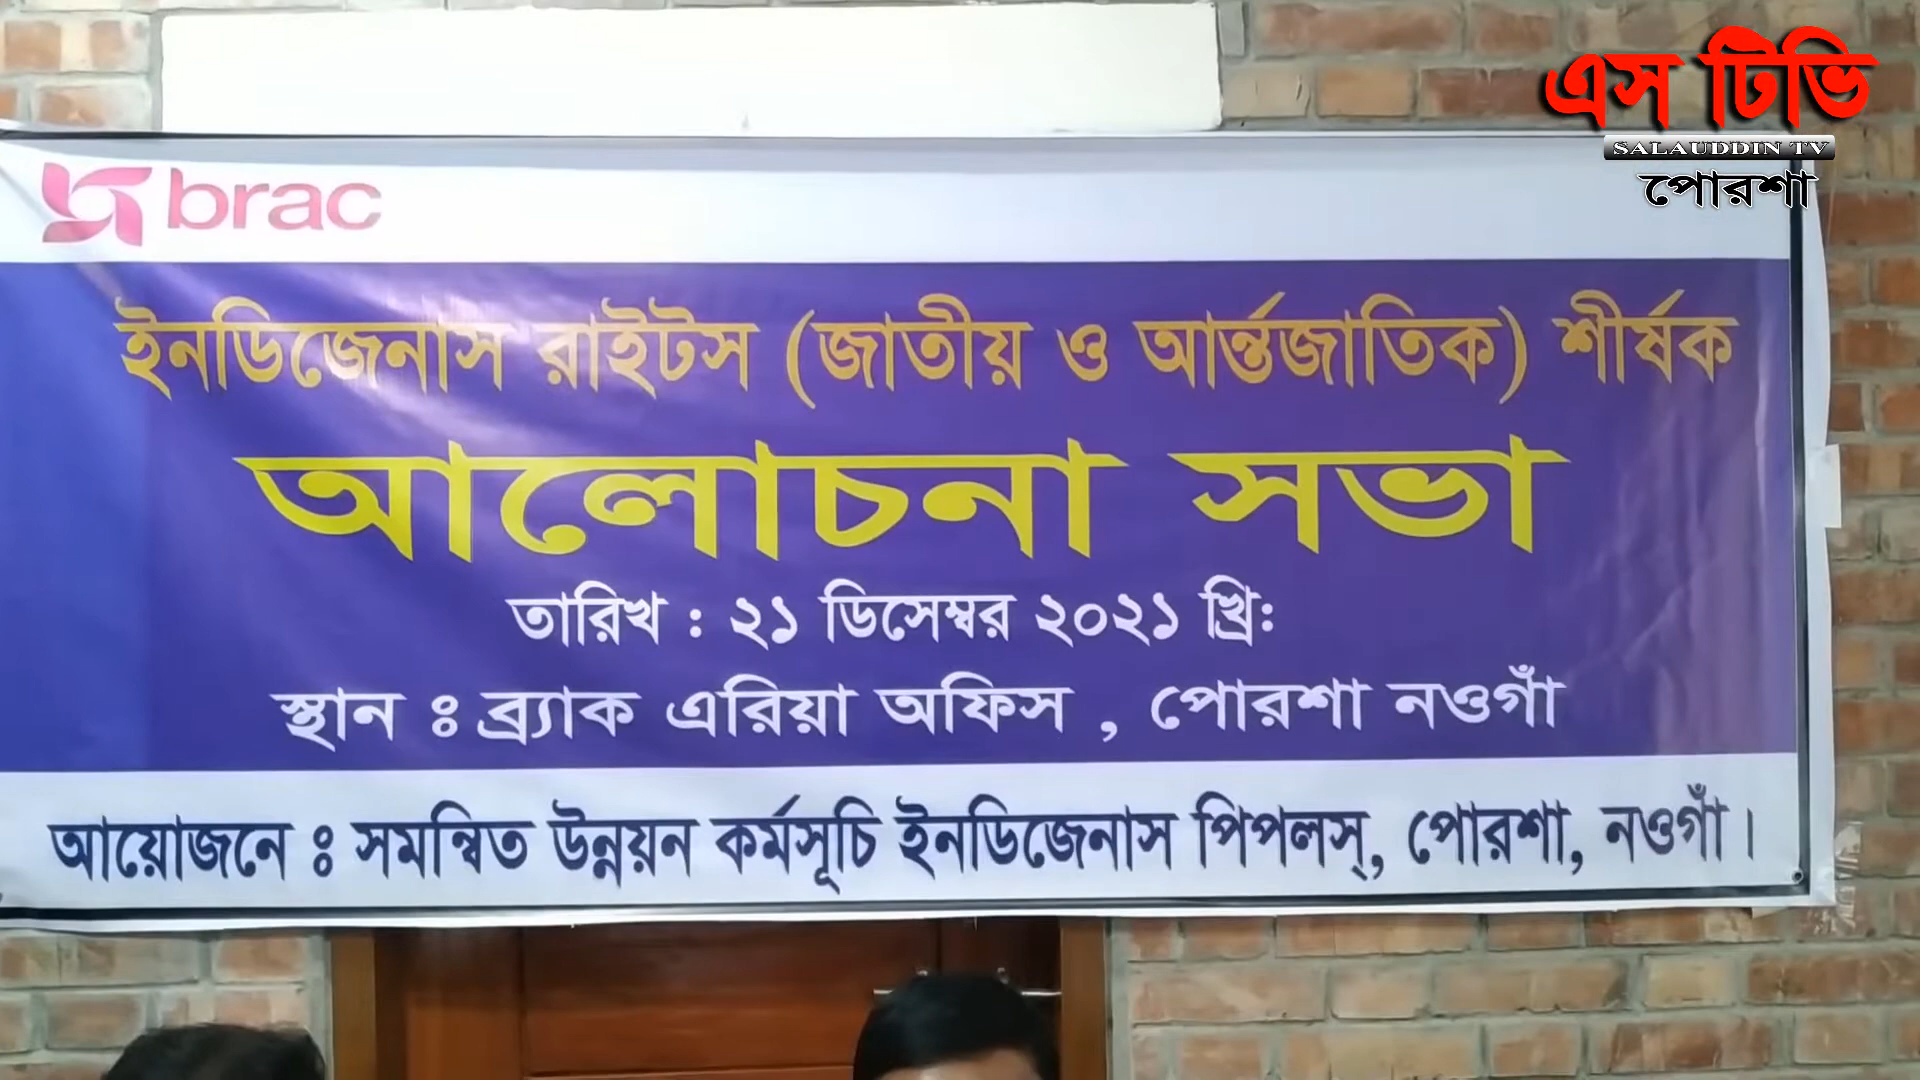 এস টিভি
SALAUDDIN TV
পোরশা
brac
ইনডিজেনাস রাইটস (জাতীয় ও আর্ন্তজাতিক) শীর্ষক
আলোচনা সভা
তারিখ : ২১ ডিসেম্বর ২০২১ খ্রি:
স্থান ঃ ব্র্যাক এরিয়া অফিস , পোরশা নওগাঁ
আয়োজনে ঃ সমন্বিত উন্নয়ন কর্মসূচি ইনডিজেনাস পিপলস্, পোরশা, নওগাঁ।